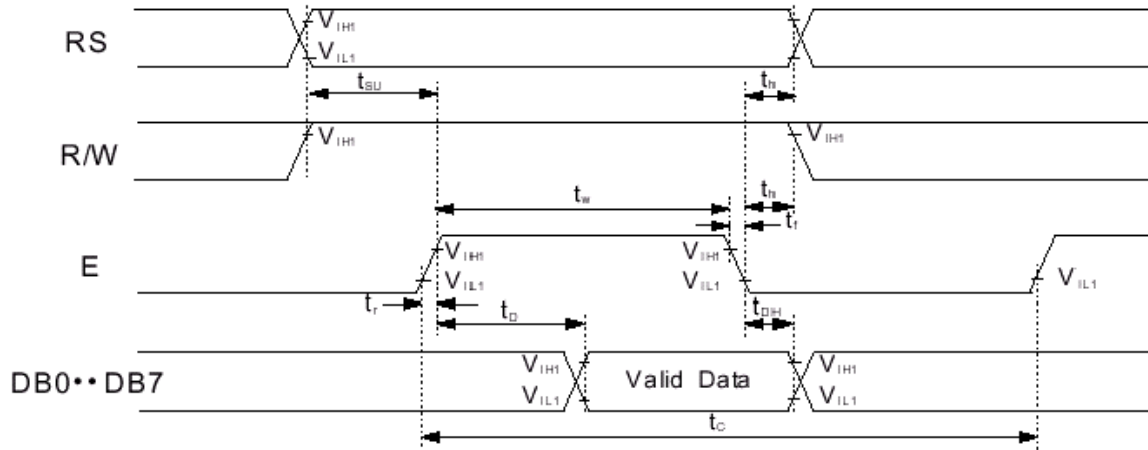 RS
V_IH1
V_IL1
t_SU
t_h
R/W
V_IH1
V_IH1
t_w
t_h
t_f
E
V_IH1
V_IL1
V_IH1
V_IL1
V_IL1
t_r
t_D
t_DH
DB0••DB7
V_IH1
V_IL1
Valid Data
V_IH1
V_IL1
t_C